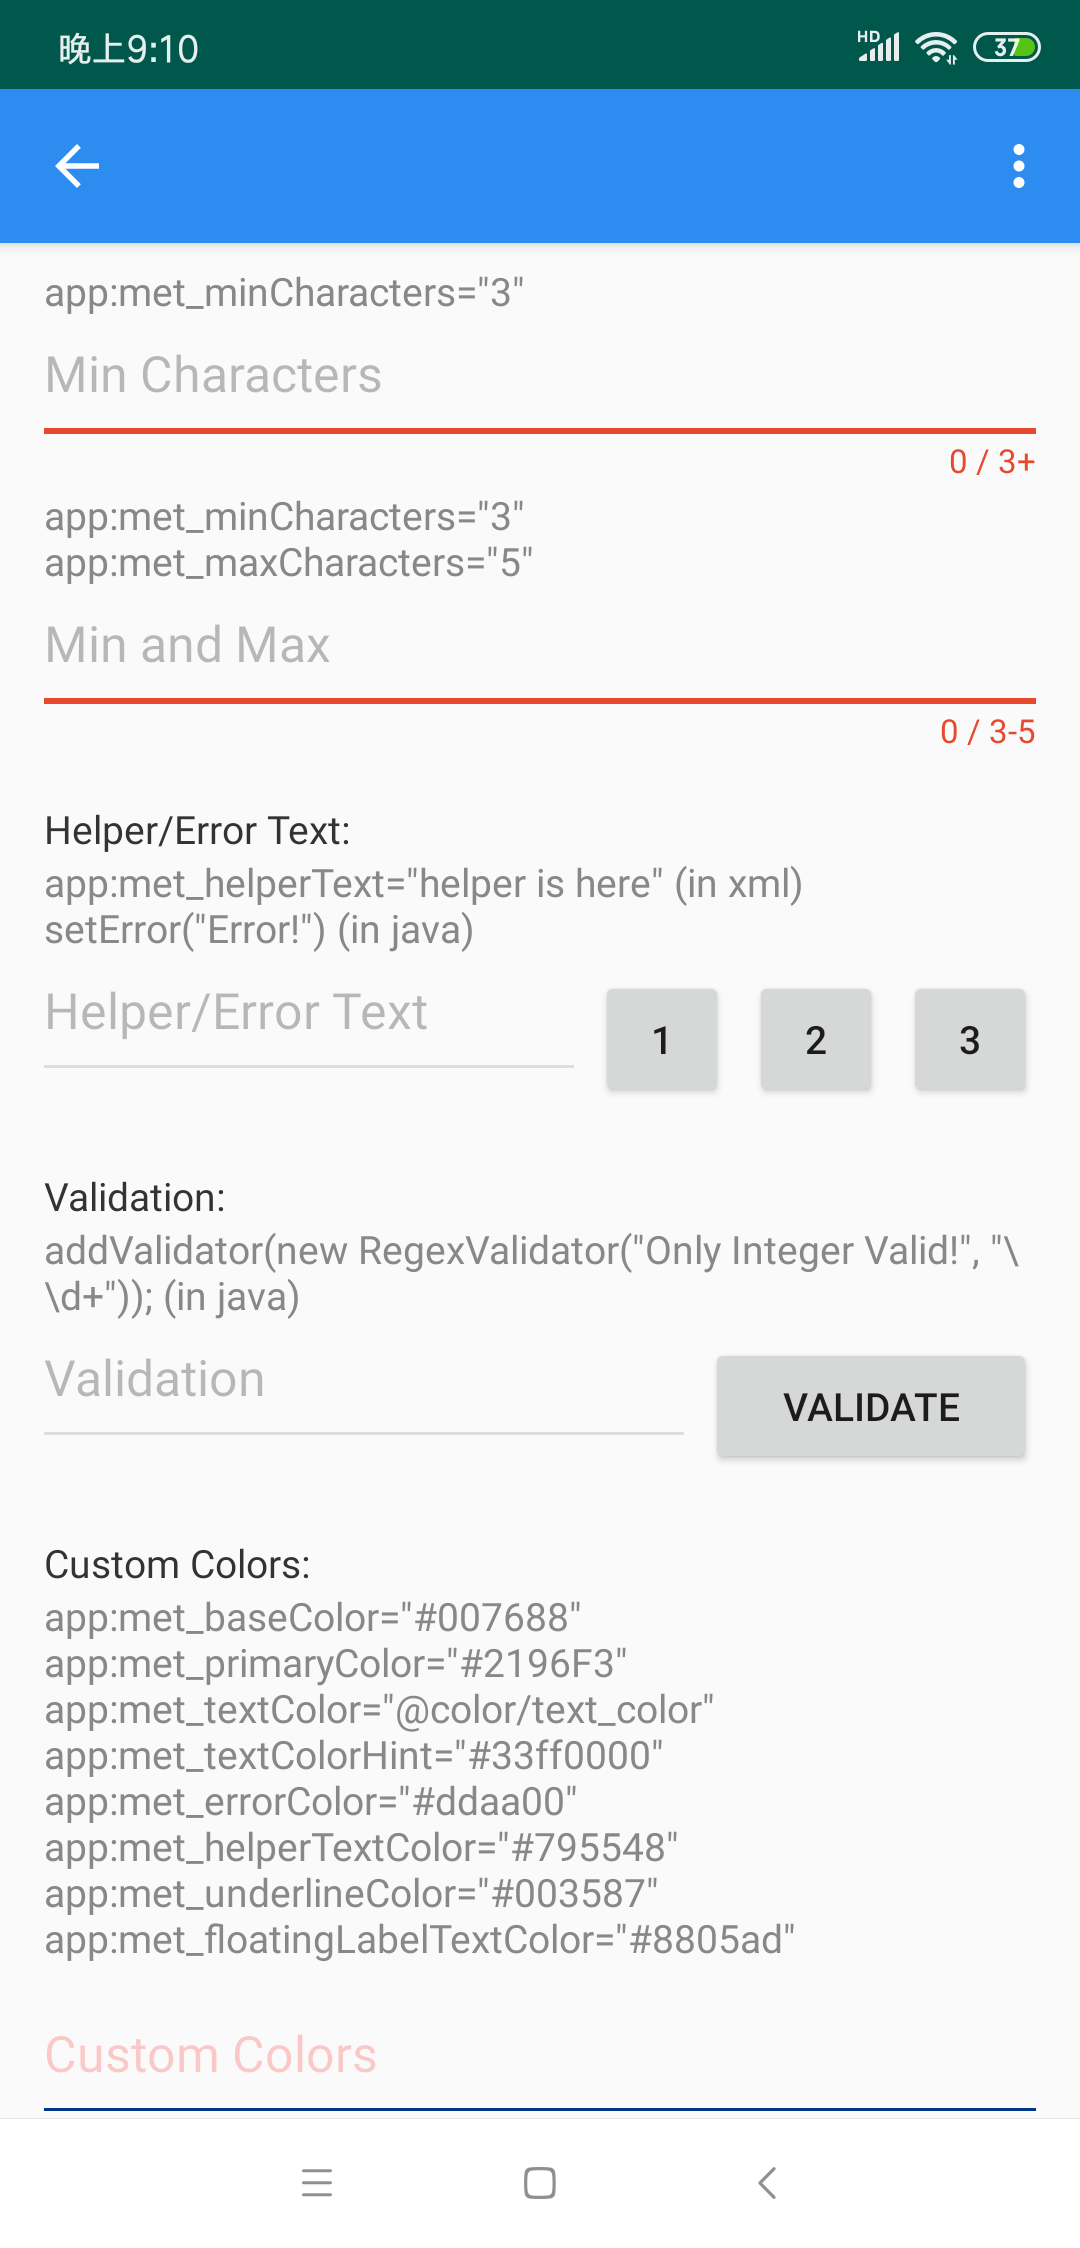 晚上9:10
HD
37
app:met_minCharacters="3"
Min Characters
0 / 3+
app:met_minCharacters="3"
app:met_maxCharacters="5"
Min and Max
0 / 3-5
Helper/Error Text:
app:met_helperText="helper is here" (in xml)
setError("Error!") (in java)
Helper/Error Text
1
2
3
Validation:
addValidator(new RegexValidator("Only Integer Valid!", "\
\d+")); (in java)
Validation
VALIDATE
Custom Colors:
app:met_baseColor="#007688"
app:met_primaryColor="#2196F3"
app:met_textColor="@color/text_color"
app:met_textColorHint="#33ff0000"
app:met_errorColor="#ddaa00"
app:met_helperTextColor="#795548"
app:met_underlineColor="#003587"
app:met_floatingLabelTextColor="#8805ad"
Custom Colors